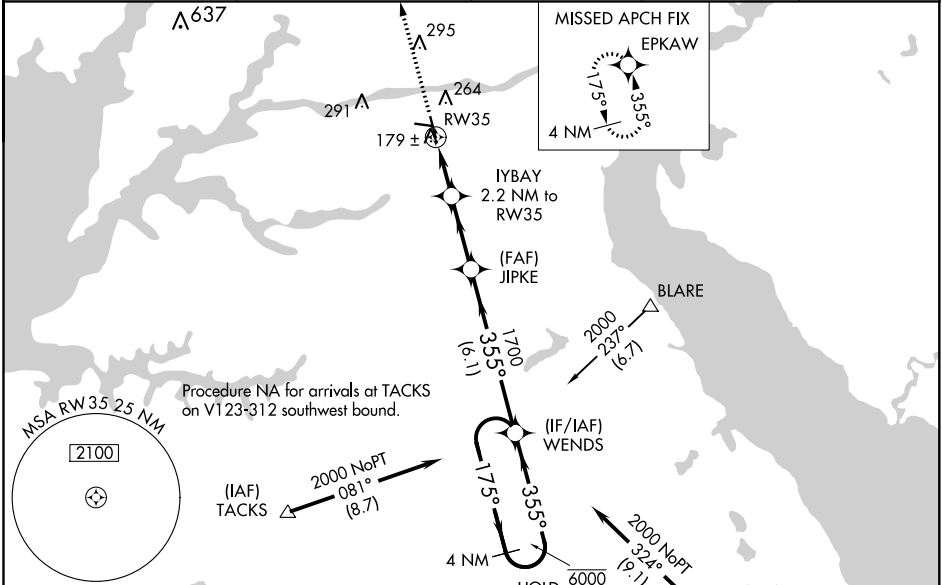 637
295
MISSED APCH FIX
EPKAW
175°
355°
4 NM
291
264
RW35
179 ±
IYBAY
2.2 NM to
RW35
(FAF)
JIPKE
BLARE
2000
237°
(6.7)
1700
355°
(6.1)
Procedure NA for arrivals at TACKS
on V123-312 southwest bound.
MSA RW35 25 NM
2100
(IF/IAF)
WENDS
2000 NoPT
081°
(8.7)
(IAF)
TACKS
175°
355°
2000 NoPT
324°
(9.1)
4 NM
6000
HOLD